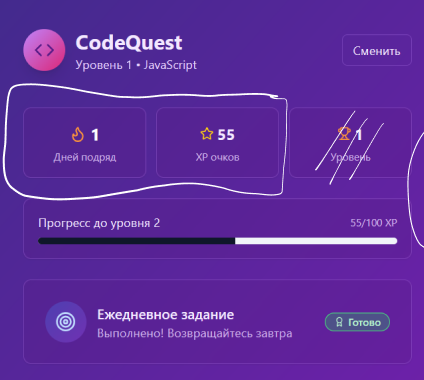 CodeQuest
Уровень 1 • JavaScript
Сменить
1
Дней подряд
55
XP очков
1
Уровень
Прогресс до уровня 2
55/100 XP
Ежедневное задание
Выполнено! Возвращайтесь завтра
Готово